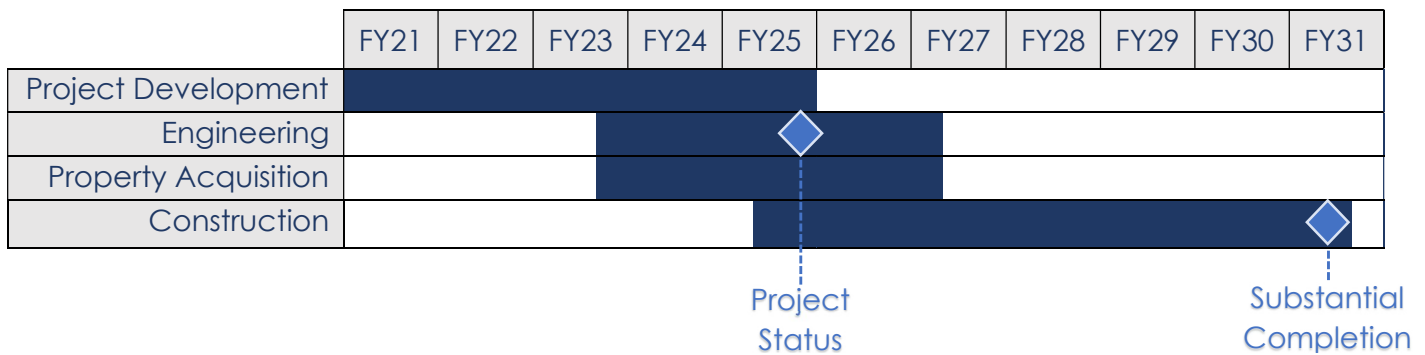 FY21 FY22 FY23 FY24 FY25 FY26 FY27 FY28 FY29 FY30 FY31
Project Development
Engineering
Property Acquisition
Construction
Project
Status
Substantial
Completion